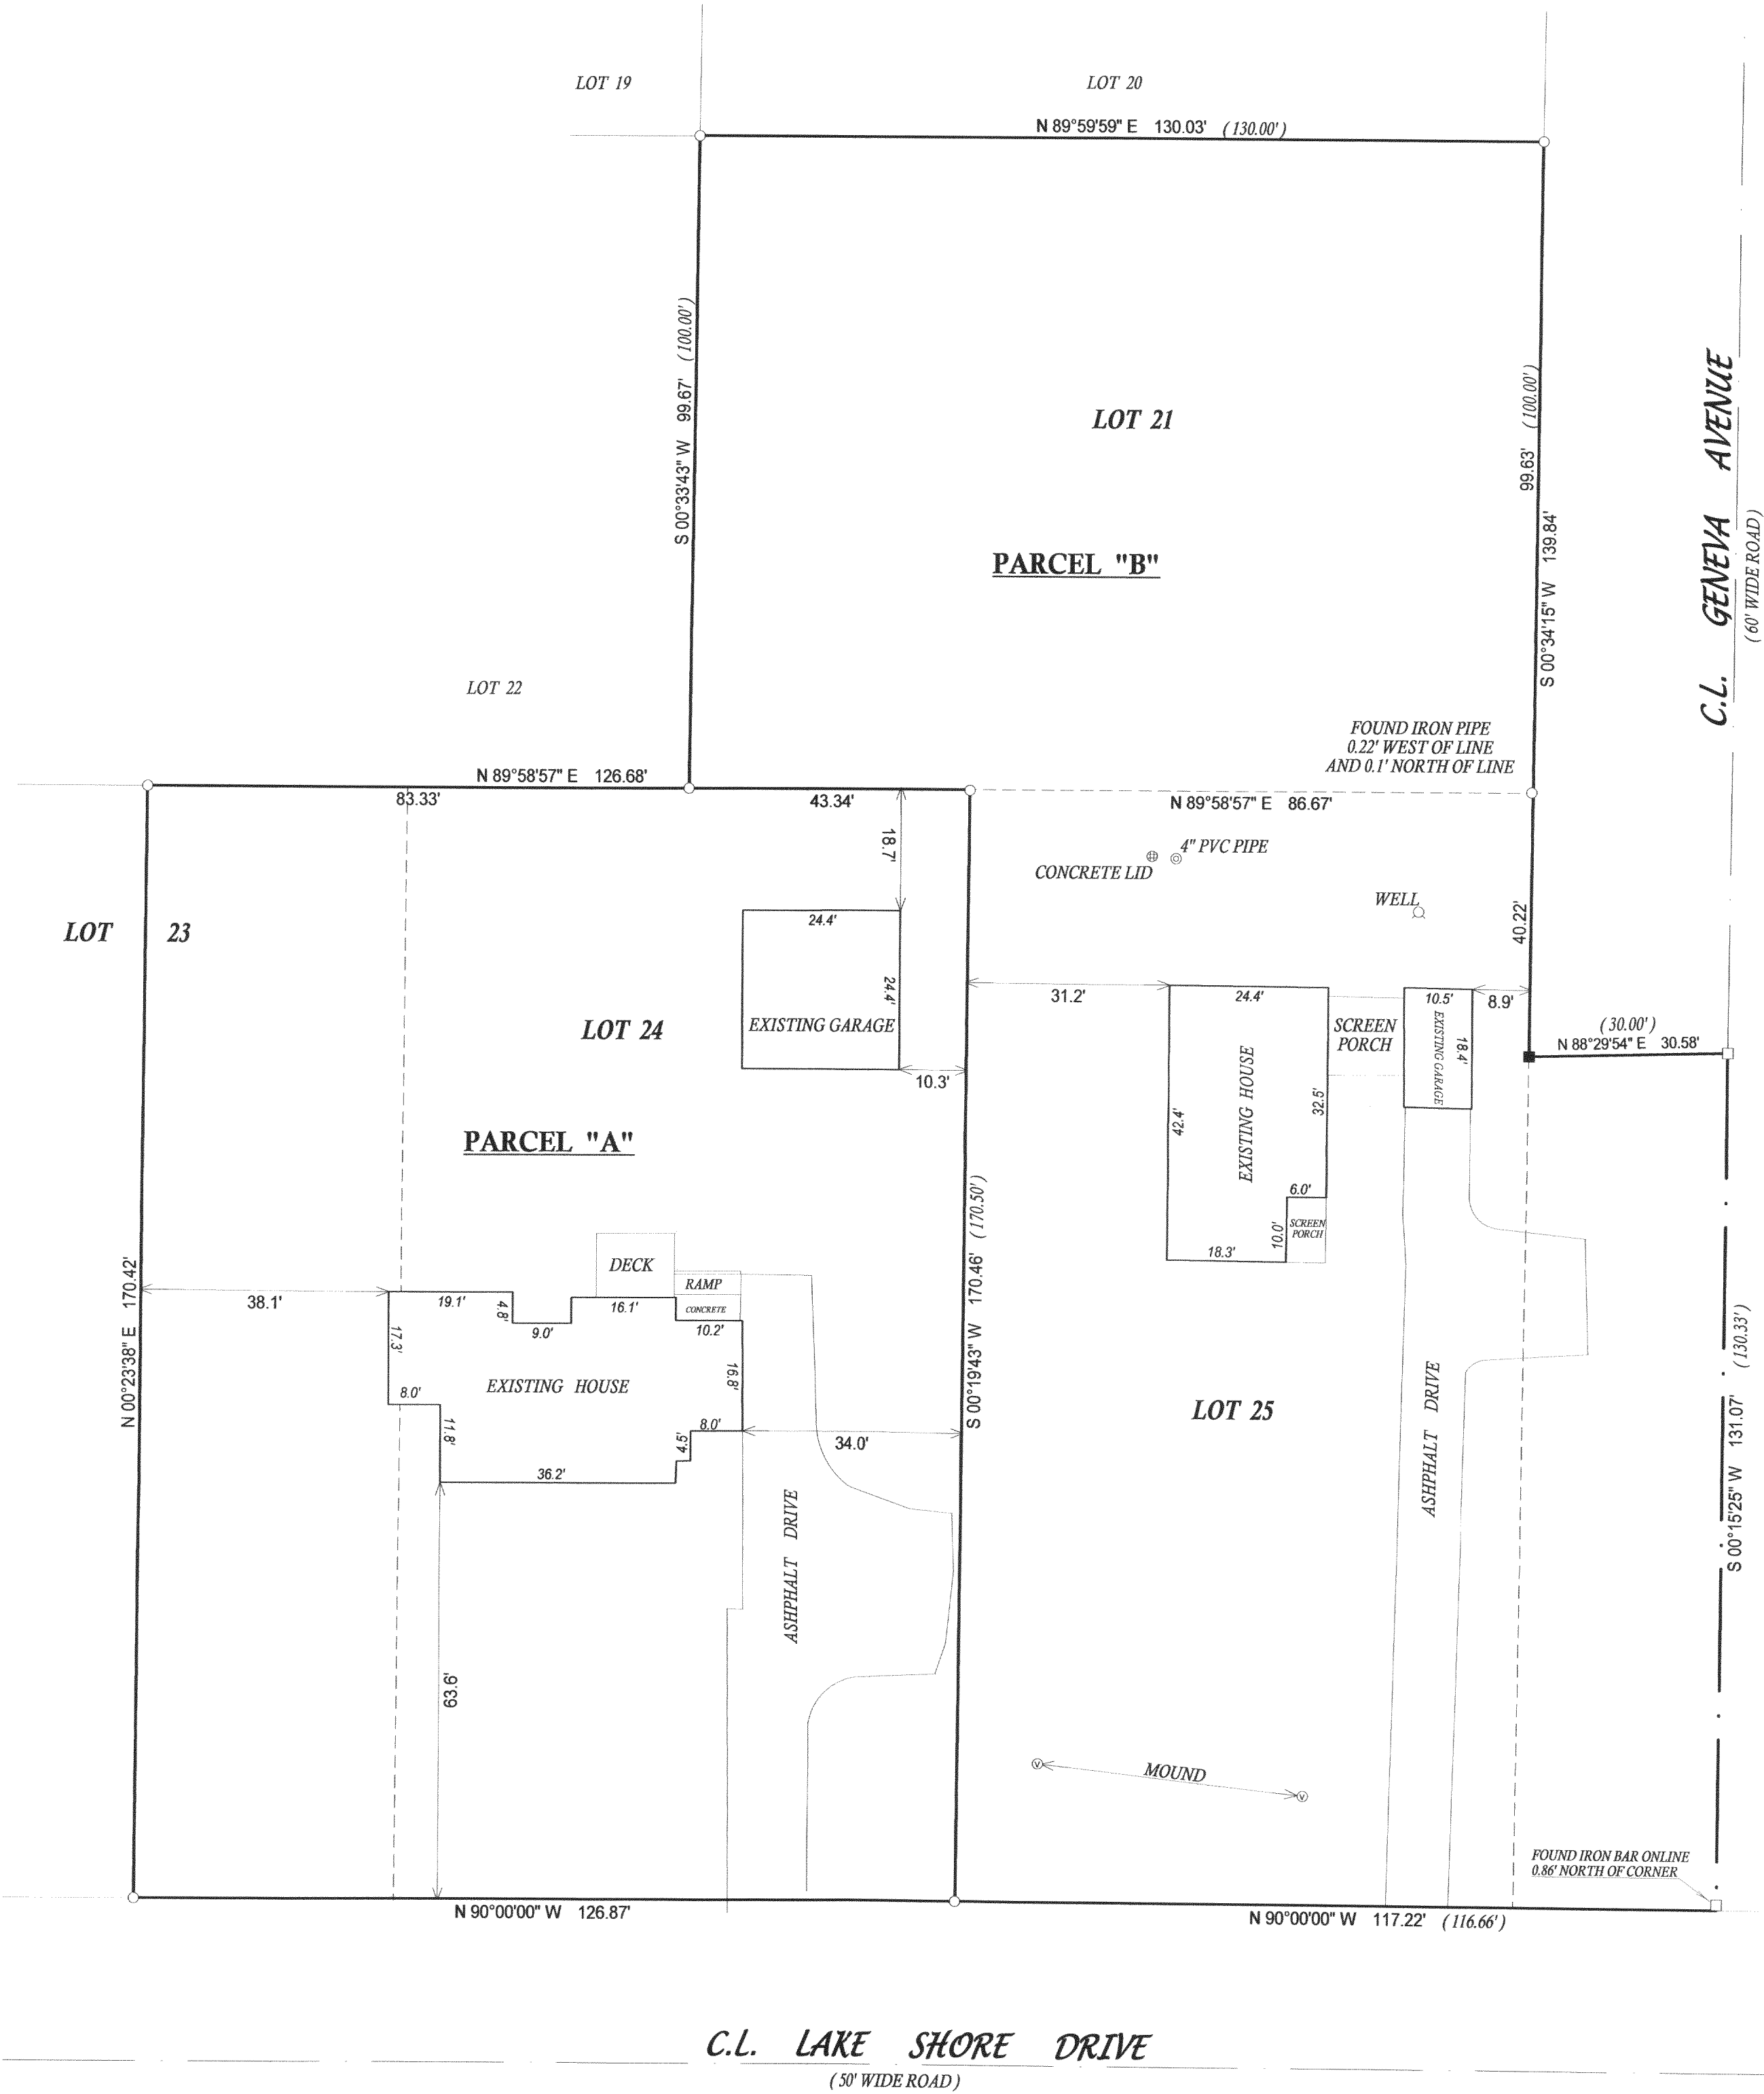 LOT 19
LOT 20
N 89°59'59" E 130.03' (130.00')
S 00°33'43" W 99.67' (100.00')
LOT 21
99.63' (100.00')
S 00°34'15" W 139.84'
C.L. GENEVA AVENUE
(60' WIDE ROAD)
PARCEL "B"
LOT 22
FOUND IRON PIPE
0.22' WEST OF LINE
AND 0.1' NORTH OF LINE
N 89°58'57" E 126.68'
83.33'
43.34'
N 89°58'57" E 86.67'
18.7'
4" PVC PIPE
CONCRETE LID
WELL
40.22'
LOT 23
24.4'
24.4'
EXISTING GARAGE
10.3'
LOT 24
31.2'
24.4'
SCREEN
PORCH
10.5'
EXISTING GARAGE
18.4'
8.9'
(30.00')
N 88°29'54" E 30.58'
42.4'
EXISTING HOUSE
32.5'
6.0'
10.0'
SCREEN
PORCH
18.3'
PARCEL "A"
S 00°19'43" W 170.46' (170.50')
N 00°23'38" E 170.42'
38.1'
DECK
RAMP
CONCRETE
19.1'
4.8'
9.0'
16.1'
10.2'
17.3'
16.8'
EXISTING HOUSE
8.0'
11.8'
8.0'
4.5'
36.2'
34.0'
LOT 25
ASHPHALT DRIVE
ASHPHALT DRIVE
S 00°15'25" W 131.07' (130.33')
63.6'
MOUND
V
V
FOUND IRON BAR ONLINE
0.86' NORTH OF CORNER
N 90°00'00" W 126.87'
N 90°00'00" W 117.22' (116.66')
C.L. LAKE SHORE DRIVE
(50' WIDE ROAD)